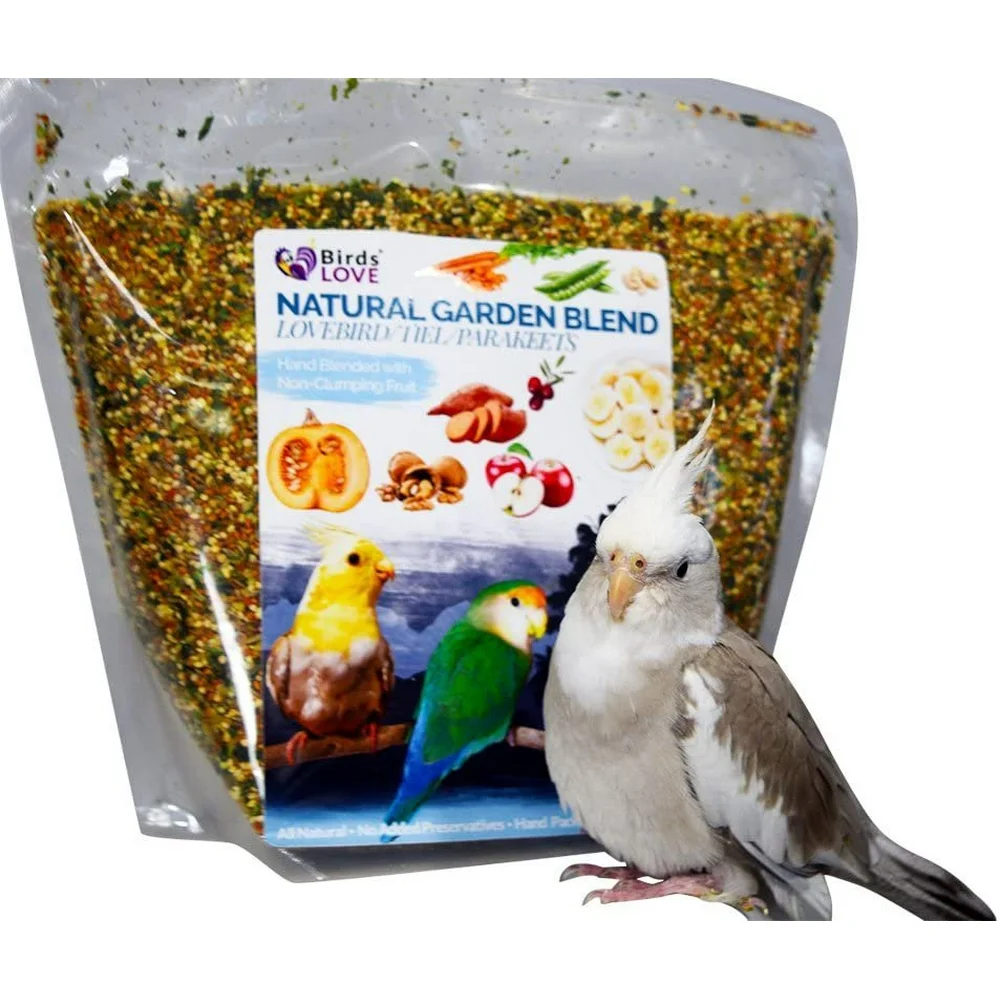 Birds
LOVE
NATURAL GARDEN BLEND
LOVEBIRD/TIEL/PARAKEETS
Hand Blended with
Non-Clumping Fruit
All Natural • No Added Preservatives • Hand Pac